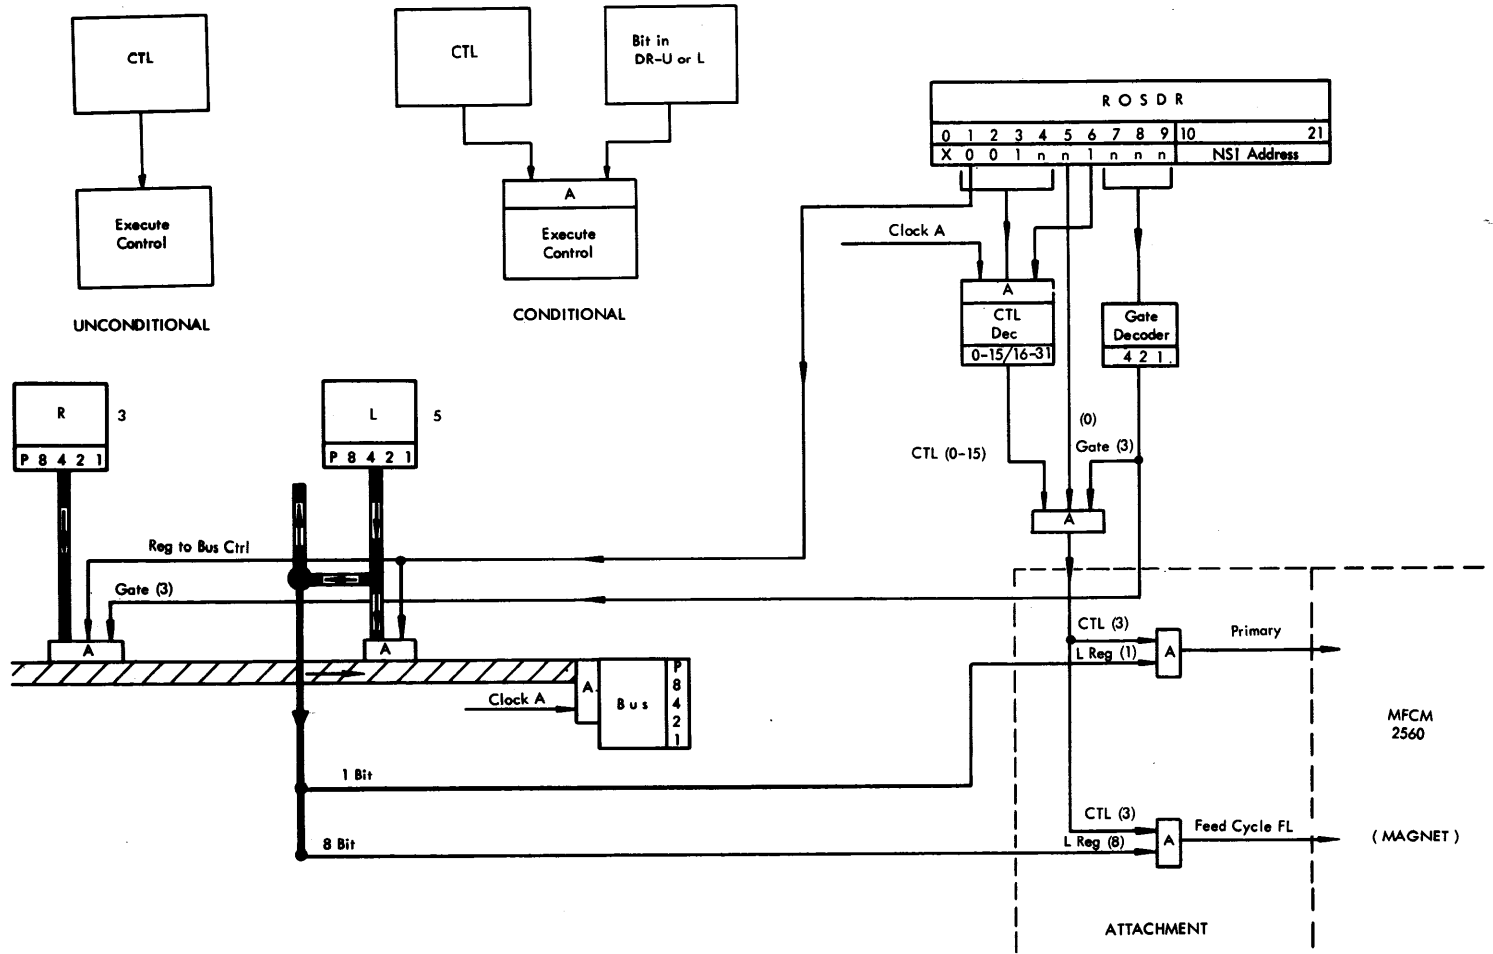 CTL
Execute
Control
UNCONDITIONAL
CTL
Bit in
DR-U or L
A
Execute
Control
CONDITIONAL
R O S D R
0 1 2 3 4 5 6 7 8 9 10 21
X 0 0 1 n n 1 n n n NSI Address
Clock A
A
CTL
Dec
0-15/16-31
Gate
Decoder
4 2 1
(0)
CTL (0-15)
Gate (3)
A
R
3
P 8 4 2 1
L
5
P 8 4 2 1
Reg to Bus Ctrl
Gate (3)
A
A
Clock A
A
Bus
P
8
4
2
1
1 Bit
8 Bit
CTL (3)
L Reg (1)
A
Primary
CTL (3)
L Reg (8)
A
Feed Cycle FL
MFCM
2560
(MAGNET)
ATTACHMENT